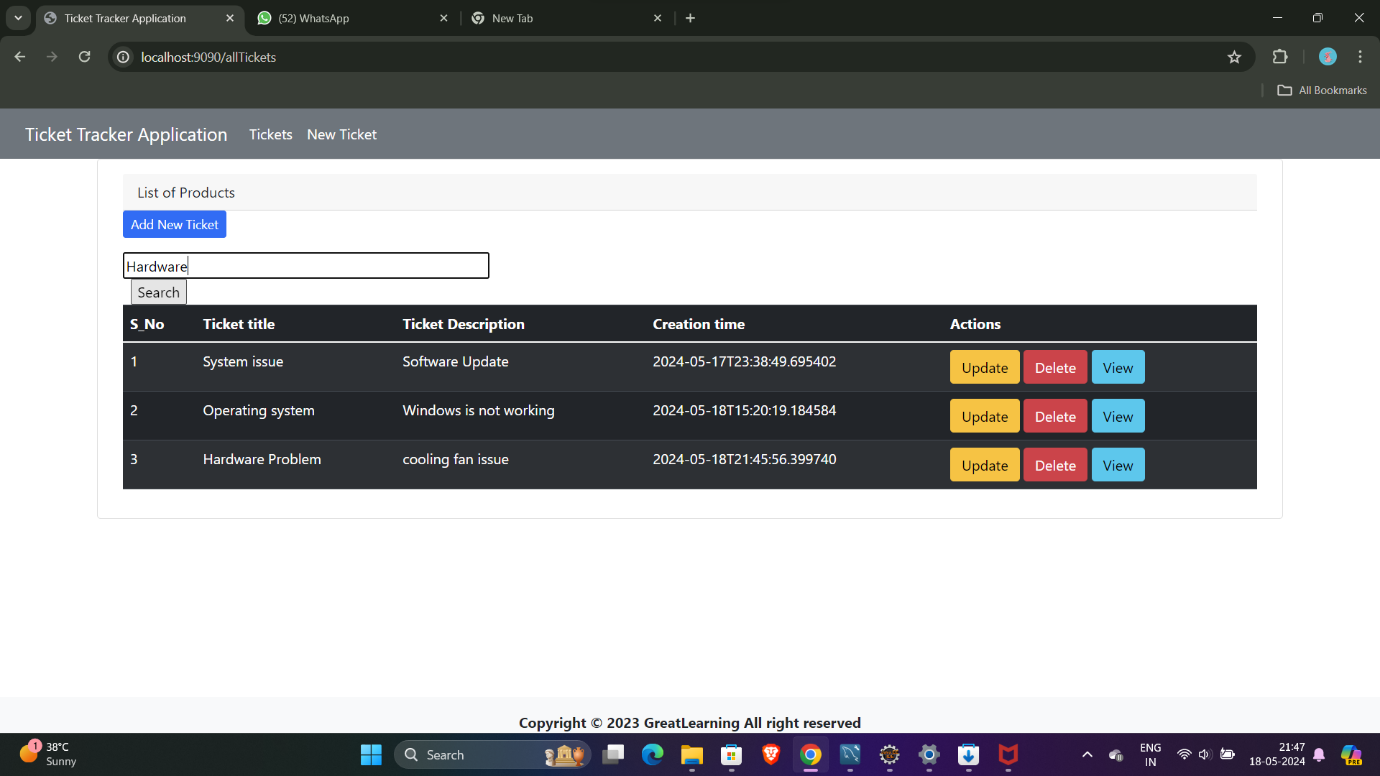 Ticket Tracker Application
(52) WhatsApp
New Tab
localhost:9090/allTickets
All Bookmarks
Ticket Tracker Application Tickets New Ticket
List of Products
Add New Ticket
Hardware
Search
S_No Ticket title Ticket Description Creation time Actions
1 System issue Software Update 2024-05-17T23:38:49.695402 Update Delete View
2 Operating system Windows is not working 2024-05-18T15:20:19.184584 Update Delete View
3 Hardware Problem cooling fan issue 2024-05-18T21:45:56.399740 Update Delete View
Copyright © 2023 GreatLearning All right reserved
1
38°C
Sunny
Search
ENG
IN
21:47
18-05-2024
PRE